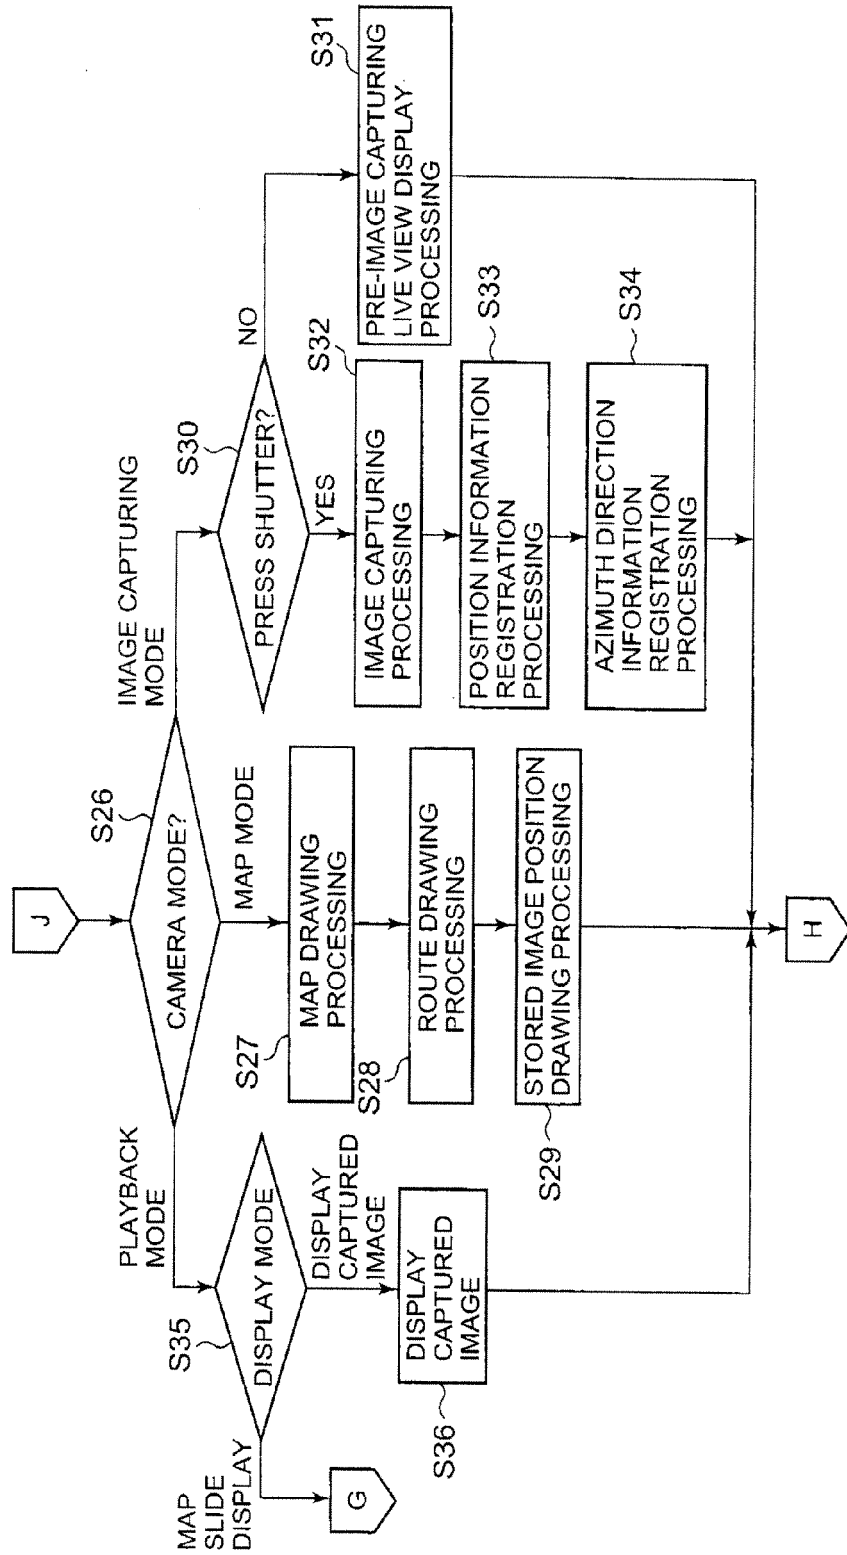 J
S26
CAMERA MODE?
PLAYBACK
MODE
MAP MODE
IMAGE CAPTURING
MODE
S35
DISPLAY MODE
MAP
SLIDE
DISPLAY
G
DISPLAY
CAPTURED
IMAGE
S36
DISPLAY
CAPTURED
IMAGE
S27
MAP DRAWING
PROCESSING
S28
ROUTE DRAWING
PROCESSING
S29
STORED IMAGE POSITION
DRAWING PROCESSING
S30
PRESS SHUTTER?
NO
YES
S31
PRE-IMAGE CAPTURING
LIVE VIEW DISPLAY
PROCESSING
S32
IMAGE CAPTURING
PROCESSING
S33
POSITION INFORMATION
REGISTRATION
PROCESSING
S34
AZIMUTH DIRECTION
INFORMATION
REGISTRATION
PROCESSING
H